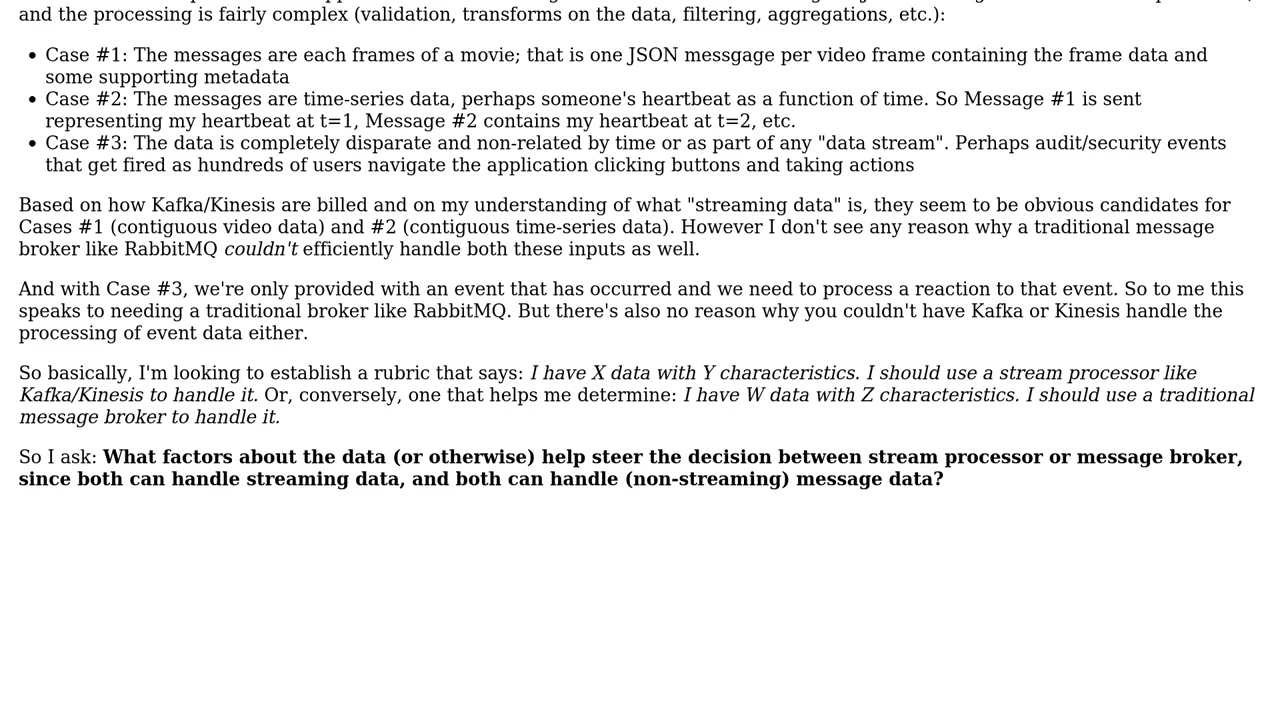 and the processing is fairly complex (validation, transforms on the data, filtering, aggregations, etc.):
• Case #1: The messages are each frames of a movie; that is one JSON messgage per video frame containing the frame data and
some supporting metadata
• Case #2: The messages are time-series data, perhaps someone's heartbeat as a function of time. So Message #1 is sent
representing my heartbeat at t=1, Message #2 contains my heartbeat at t=2, etc.
• Case #3: The data is completely disparate and non-related by time or as part of any "data stream". Perhaps audit/security events
that get fired as hundreds of users navigate the application clicking buttons and taking actions
Based on how Kafka/Kinesis are billed and on my understanding of what "streaming data" is, they seem to be obvious candidates for
Cases #1 (contiguous video data) and #2 (contiguous time-series data). However I don't see any reason why a traditional message
broker like RabbitMQ couldn't efficiently handle both these inputs as well.
And with Case #3, we're only provided with an event that has occurred and we need to process a reaction to that event. So to me this
speaks to needing a traditional broker like RabbitMQ. But there's also no reason why you couldn't have Kafka or Kinesis handle the
processing of event data either.
So basically, I'm looking to establish a rubric that says: I have X data with Y characteristics. I should use a stream processor like
Kafka/Kinesis to handle it. Or, conversely, one that helps me determine: I have W data with Z characteristics. I should use a traditional
message broker to handle it.
So I ask: What factors about the data (or otherwise) help steer the decision between stream processor or message broker,
since both can handle streaming data, and both can handle (non-streaming) message data?